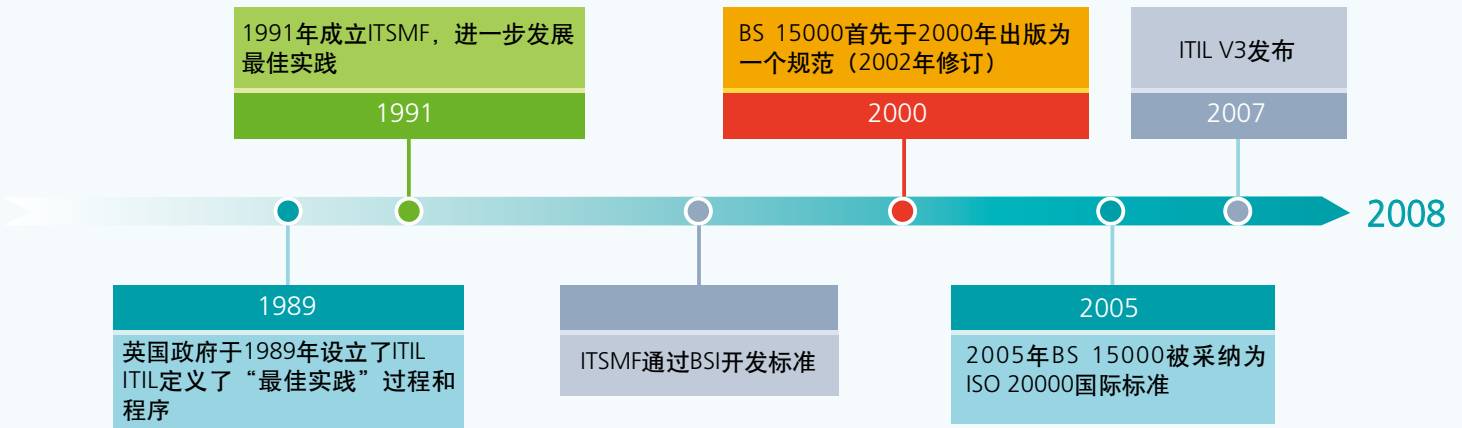 1991年成立ITSMF，进一步发展
最佳实践
1991
BS 15000首先于2000年出版为
一个规范（2002年修订）
2000
ITIL V3发布
2007
2008
1989
英国政府于1989年设立了ITIL
ITIL定义了“最佳实践”过程和
程序
ITSMF通过BSI开发标准
2005
2005年BS 15000被采纳为
ISO 20000国际标准